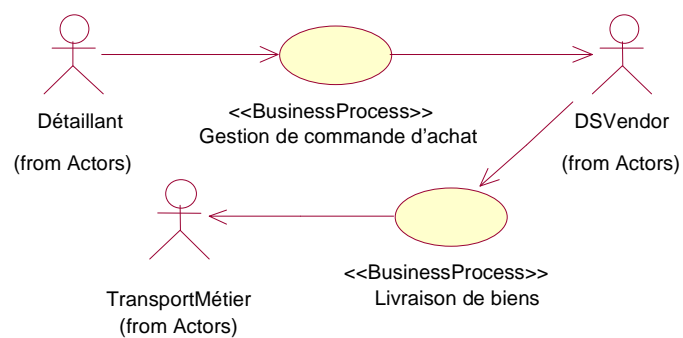 Détaillant
(from Actors)
<<BusinessProcess>>
Gestion de commande d'achat
DSVendor
(from Actors)
TransportMétier
(from Actors)
<<BusinessProcess>>
Livraison de biens